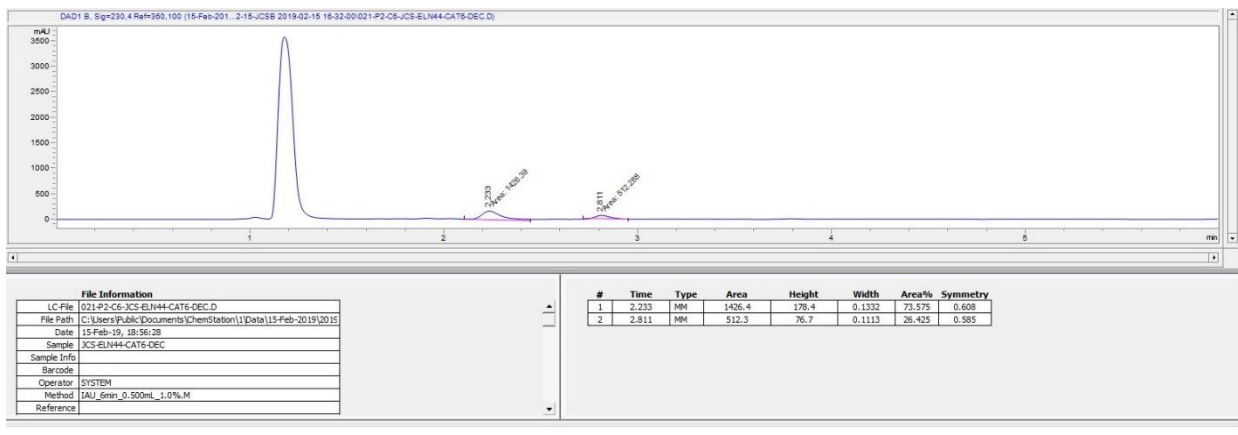 DAD1 B, Sig=230,4 Ref=360,100 (15-Feb-201...2-15-JCSB 2019-02-15 16-32-00\021-P2-C6-JCS-ELN44-CAT6-DEC.D)
mAU
3500
3000
2500
2000
1500
1000
500
0
2.233
Area: 1426.39
2.811
Area: 512.288
1 2 3 4 5 min
File Information
LC-File 021-P2-C6-JCS-ELN44-CAT6-DEC.D
File Path C:\Users\Public\Documents\ChemStation\1\Data\15-Feb-2019\2019
Date 15-Feb-19, 18:56:28
Sample JCS-ELN44-CAT6-DEC
Sample Info
Barcode
Operator SYSTEM
Method IAU_6min_0.500mL_1.0%.M
Reference
# Time Type Area Height Width Area% Symmetry
1 2.233 MM 1426.4 178.4 0.1332 73.575 0.608
2 2.811 MM 512.3 76.7 0.1113 26.425 0.585